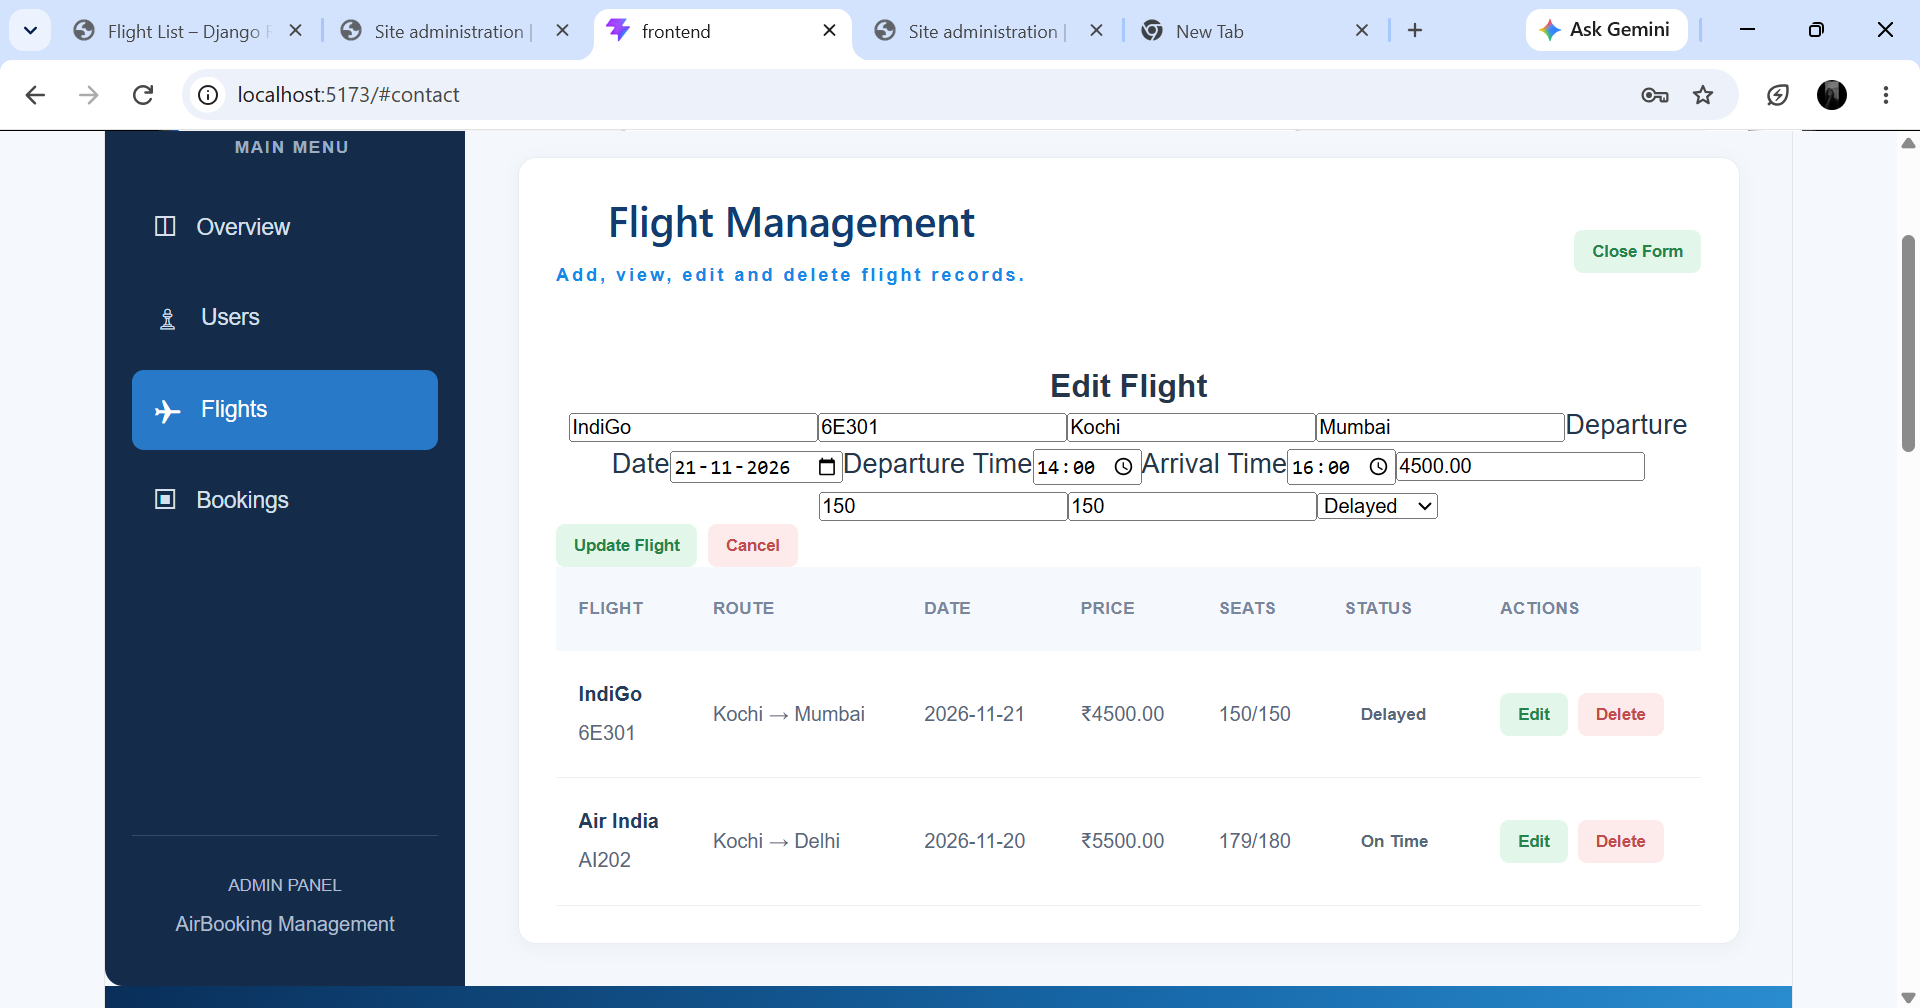 Flight List – Django R
Site administration |
frontend
Site administration |
New Tab
Ask Gemini
localhost:5173/#contact
MAIN MENU
Overview
Users
Flights
Bookings
ADMIN PANEL
AirBooking Management
Flight Management
Add, view, edit and delete flight records.
Close Form
Edit Flight
IndiGo 6E301 Kochi Mumbai Departure
Date 21-11-2026 Departure Time 14:00 Arrival Time 16:00 4500.00
150 150 Delayed
Update Flight Cancel
FLIGHT ROUTE DATE PRICE SEATS STATUS ACTIONS
IndiGo
6E301
Kochi → Mumbai 2026-11-21 ₹4500.00 150/150 Delayed Edit Delete
Air India
AI202
Kochi → Delhi 2026-11-20 ₹5500.00 179/180 On Time Edit Delete